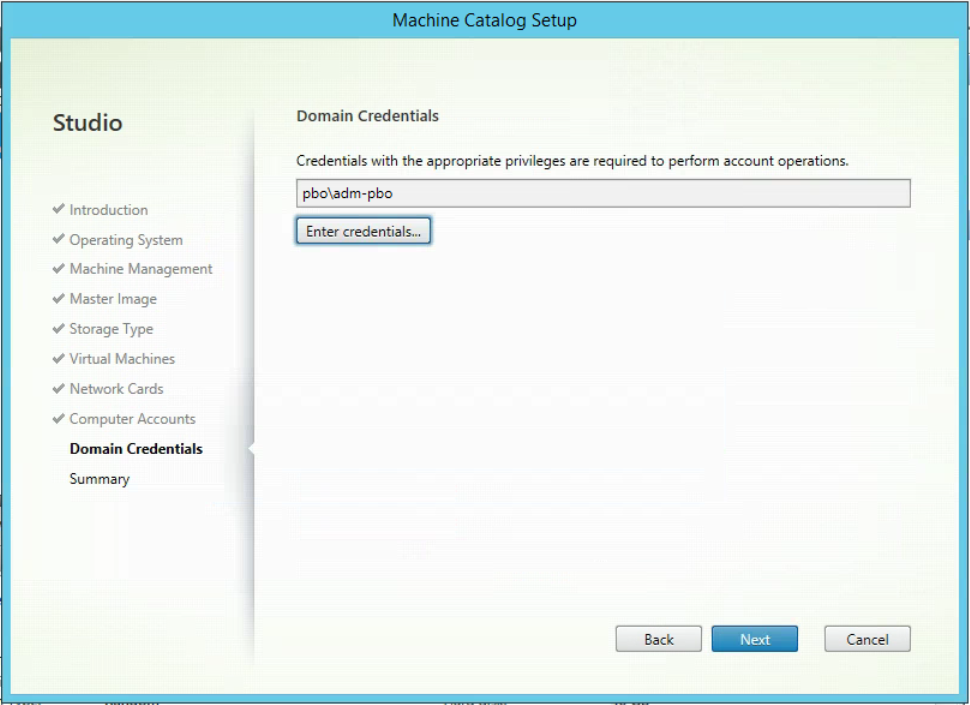 Machine Catalog Setup
Studio
Introduction
Operating System
Machine Management
Master Image
Storage Type
Virtual Machines
Network Cards
Computer Accounts
Domain Credentials
Summary
Domain Credentials
Credentials with the appropriate privileges are required to perform account operations.
pbo\adm-pbo
Enter credentials...
Back
Next
Cancel